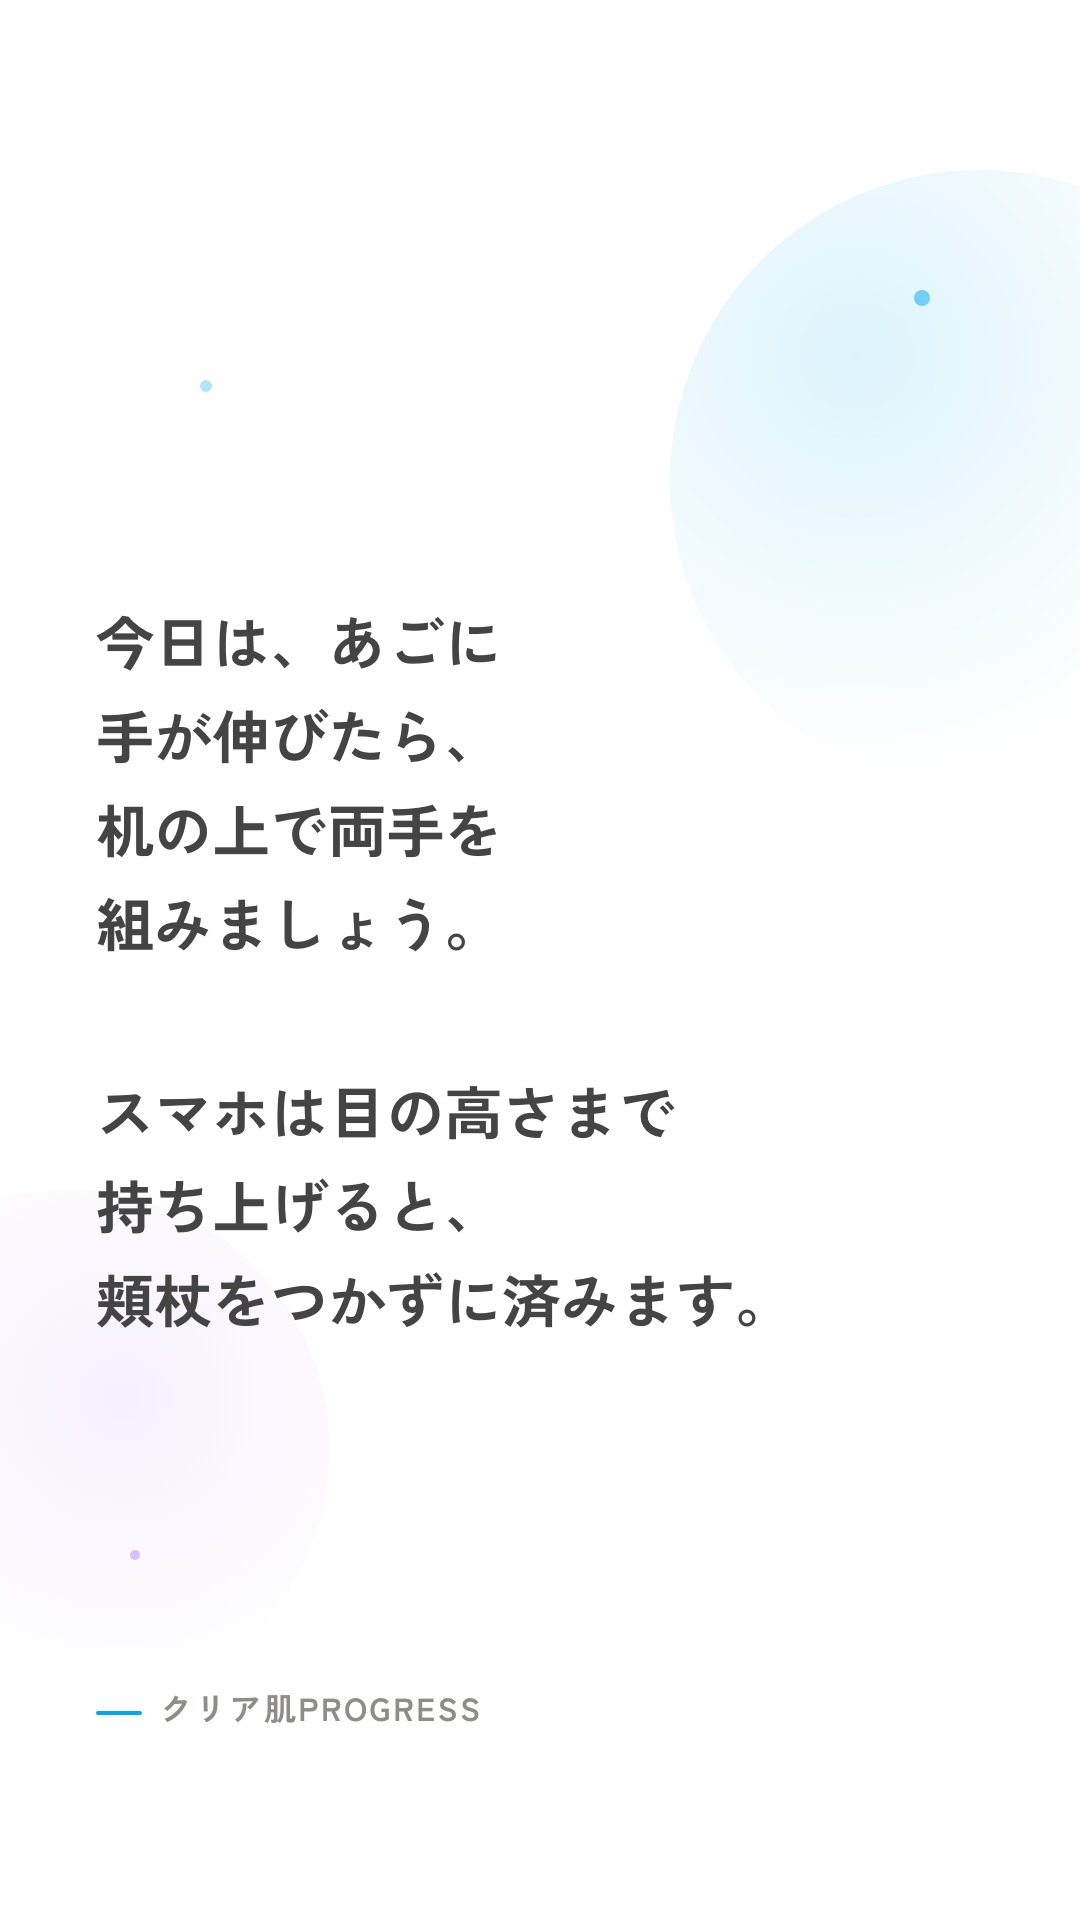 今日は、あごに
手が伸びたら、
机の上で両手を
組みましょう。
スマホは目の高さまで
持ち上げると、
頬杖をつかずに済みます。
クリア肌PROGRESS